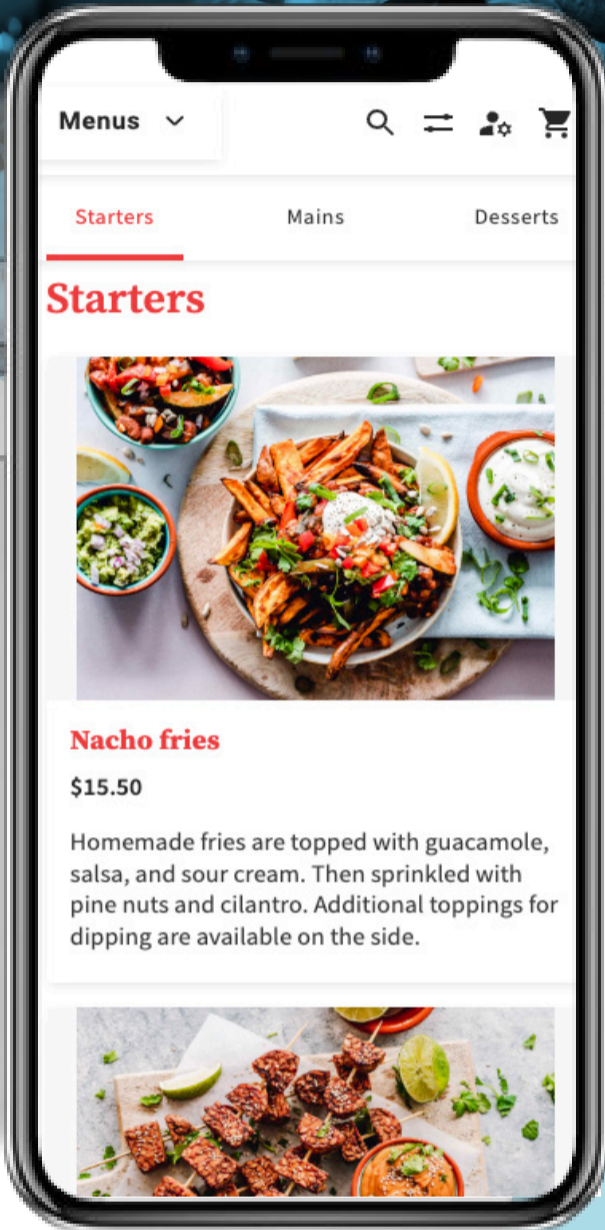 Menus
Starters
Mains
Desserts
Starters
Nacho fries
$15.50
Homemade fries are topped with guacamole,
salsa, and sour cream. Then sprinkled with
pine nuts and cilantro. Additional toppings for
dipping are available on the side.